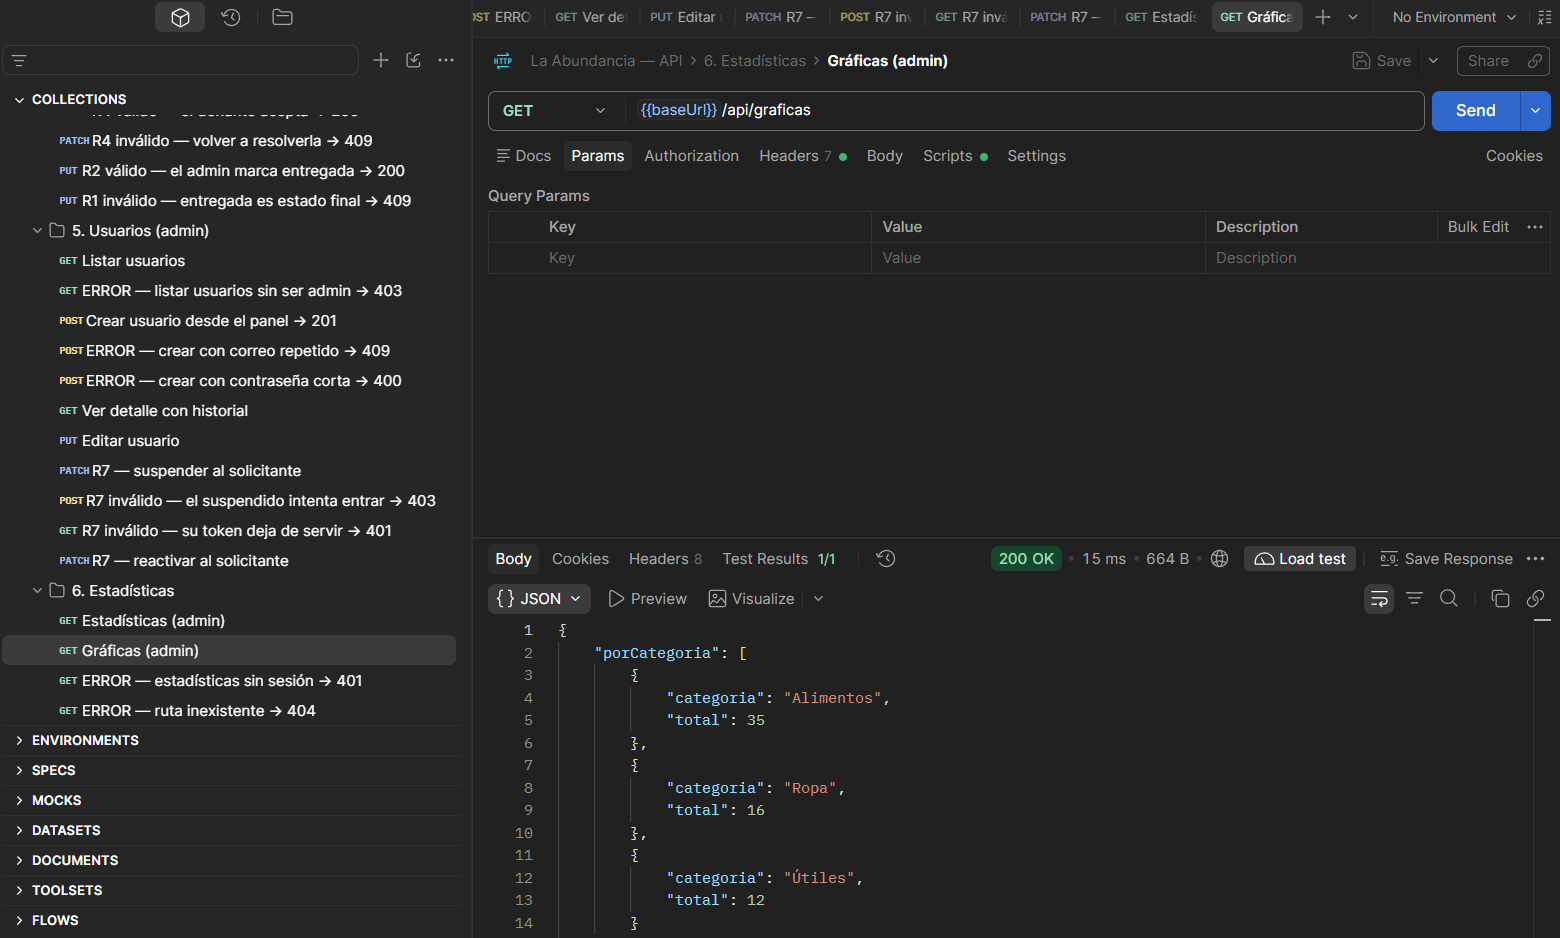 COLLECTIONS
PATCH R4 inválido — volver a resolverla → 409
PUT R2 válido — el admin marca entregada → 200
PUT R1 inválido — entregada es estado final → 409
5. Usuarios (admin)
GET Listar usuarios
GET ERROR — listar usuarios sin ser admin → 403
POST Crear usuario desde el panel → 201
POST ERROR — crear con correo repetido → 409
POST ERROR — crear con contraseña corta → 400
GET Ver detalle con historial
PUT Editar usuario
PATCH R7 — suspender al solicitante
POST R7 inválido — el suspendido intenta entrar → 403
GET R7 inválido — su token deja de servir → 401
PATCH R7 — reactivar al solicitante
6. Estadísticas
GET Estadísticas (admin)
GET Gráficas (admin)
GET ERROR — estadísticas sin sesión → 401
GET ERROR — ruta inexistente → 404
ENVIRONMENTS
SPECS
MOCKS
DATASETS
DOCUMENTS
TOOLSETS
FLOWS
OST ERRO GET Ver de PUT Editar PATCH R7 — POST R7 inv GET R7 invá PATCH R7 — GET Estadís GET Gráfica No Environment
HTTP La Abundancia — API > 6. Estadísticas > Gráficas (admin) Save Share
GET {{baseUrl}} /api/graficas Send
Docs Params Authorization Headers 7 Body Scripts Settings Cookies
Query Params
Key Value Description Bulk Edit
Key Value Description
Body Cookies Headers 8 Test Results 1/1 200 OK 15 ms 664 B Load test e.g. Save Response
{} JSON Preview Visualize
1 {
2 "porCategoria": [
3 {
4 "categoria": "Alimentos",
5 "total": 35
6 },
7 {
8 "categoria": "Ropa",
9 "total": 16
10 },
11 {
12 "categoria": "Útiles",
13 "total": 12
14 }